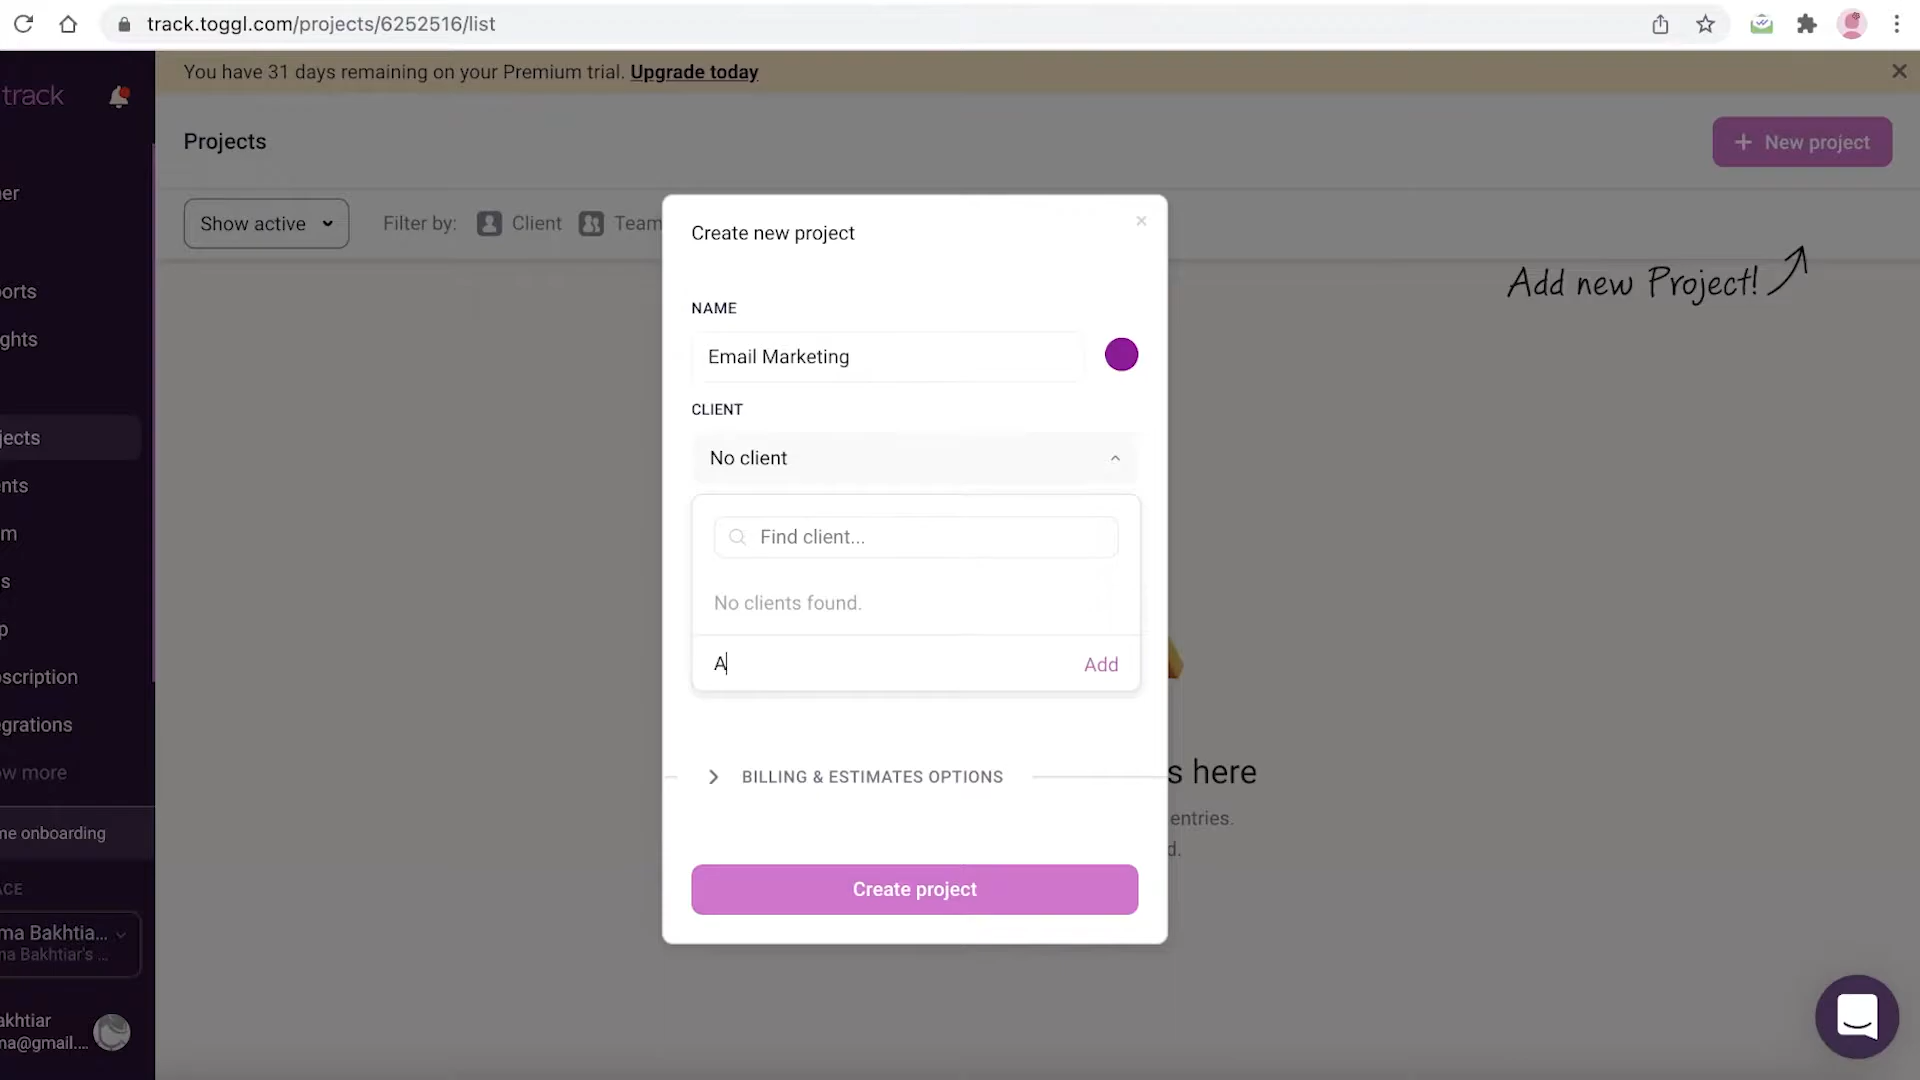 track.toggl.com/projects/6252516/list
You have 31 days remaining on your Premium trial. Upgrade today
track
Projects
+ New project
er
Show active
Filter by: Client Team
Create new project
Add new Project!
orts
NAME
ghts
Email Marketing
CLIENT
jects
No client
nts
m
Find client...
s
No clients found.
p
A
Add
scription
grations
ow more
BILLING & ESTIMATES OPTIONS
s here
entries.
d.
me onboarding
ACE
Create project
ma Bakhtia...
na Bakhtiar's ...
akhtiar
ma@gmail....